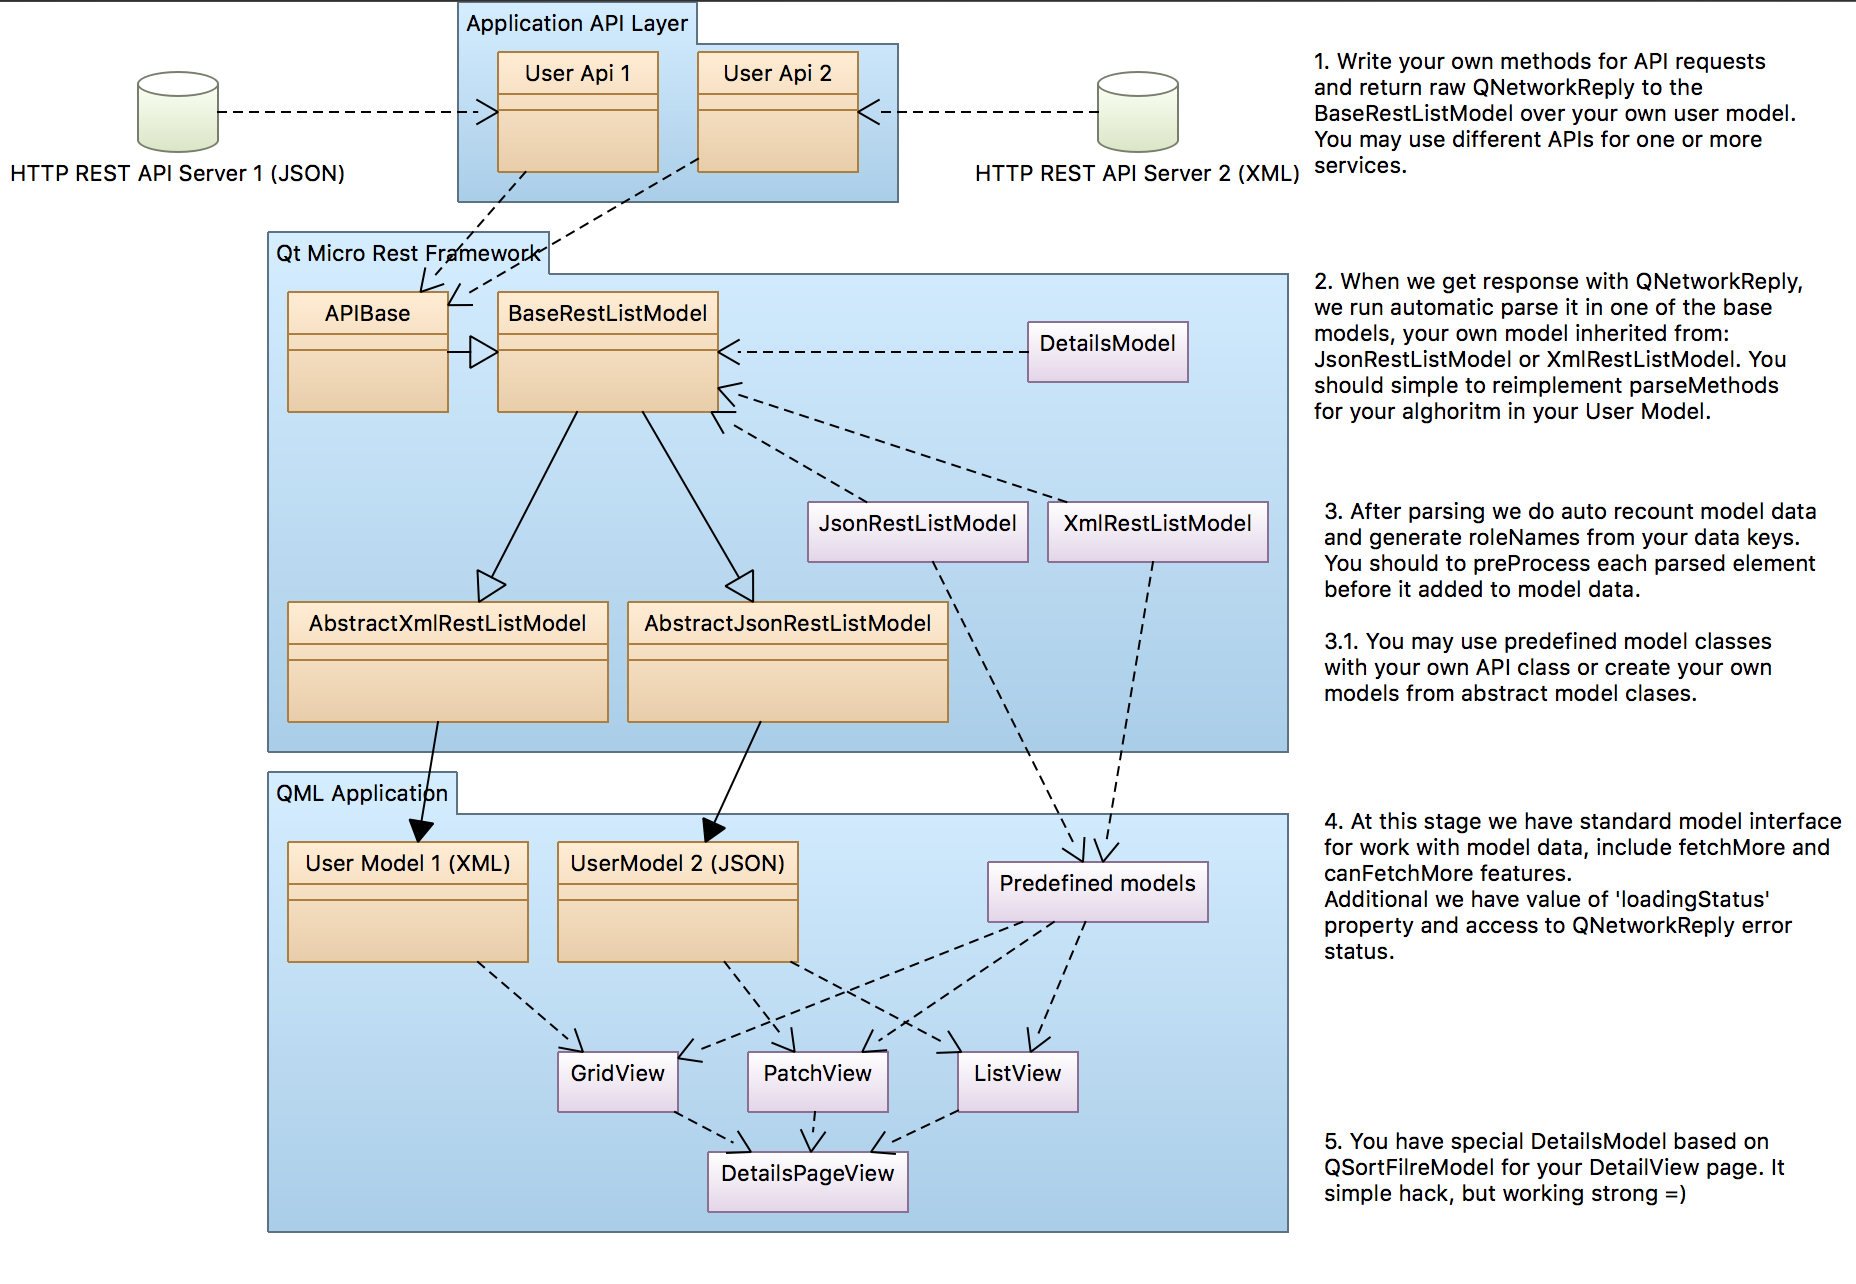 Application API Layer
User Api 1
User Api 2
HTTP REST API Server 1 (JSON)
HTTP REST API Server 2 (XML)
1. Write your own methods for API requests
and return raw QNetworkReply to the
BaseRestListModel over your own user model.
You may use different APIs for one or more
services.
Qt Micro Rest Framework
APIBase
BaseRestListModel
DetailsModel
2. When we get response with QNetworkReply,
we run automatic parse it in one of the base
models, your own model inherited from:
JsonRestListModel or XmlRestListModel. You
should simple to reimplement parseMethods
for your alghoritm in your User Model.
JsonRestListModel
XmlRestListModel
3. After parsing we do auto recount model data
and generate roleNames from your data keys.
You should to preProcess each parsed element
before it added to model data.
AbstractXmlRestListModel
AbstractJsonRestListModel
3.1. You may use predefined model classes
with your own API class or create your own
models from abstract model clases.
QML Application
User Model 1 (XML)
UserModel 2 (JSON)
Predefined models
4. At this stage we have standard model interface
for work with model data, include fetchMore and
canFetchMore features.
Additional we have value of 'loadingStatus'
property and access to QNetworkReply error
status.
GridView
PatchView
ListView
DetailsPageView
5. You have special DetailsModel based on
QSortFilreModel for your DetailView page. It
simple hack, but working strong =)